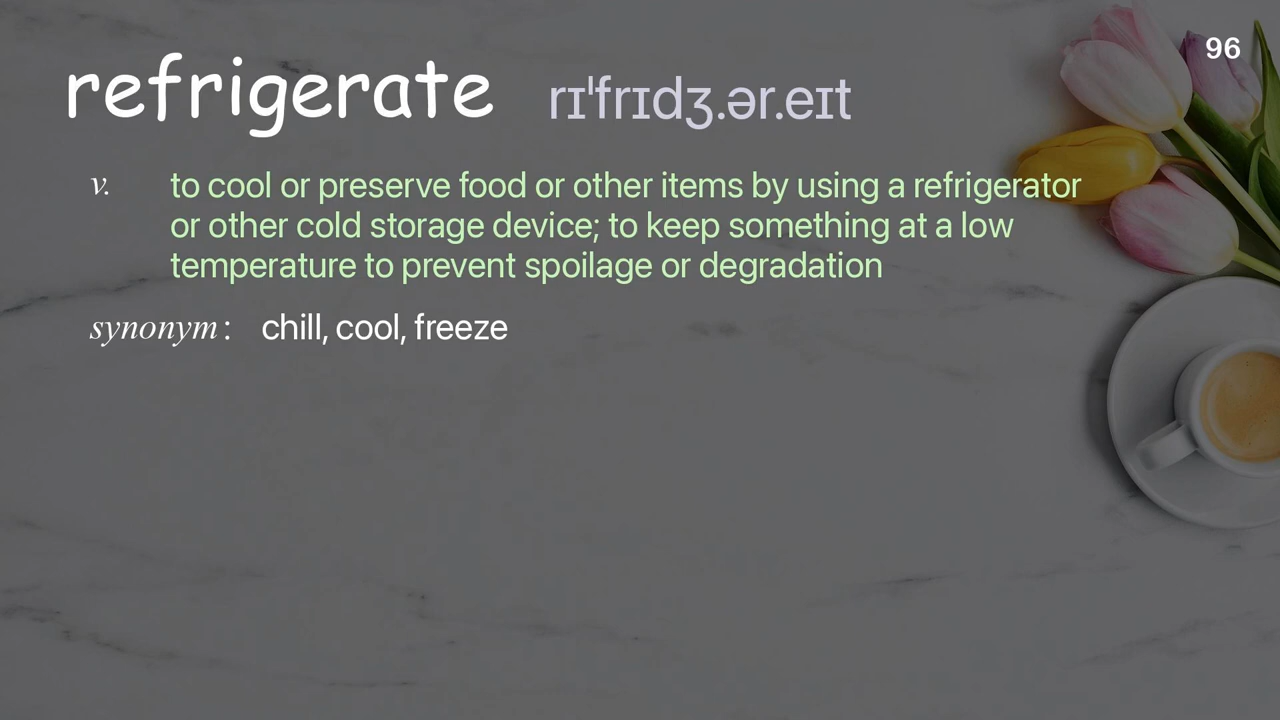 96
refrigerate rɪˈfrɪdʒ.ər.eɪt
v. to cool or preserve food or other items by using a refrigerator
or other cold storage device; to keep something at a low
temperature to prevent spoilage or degradation
synonym : chill, cool, freeze